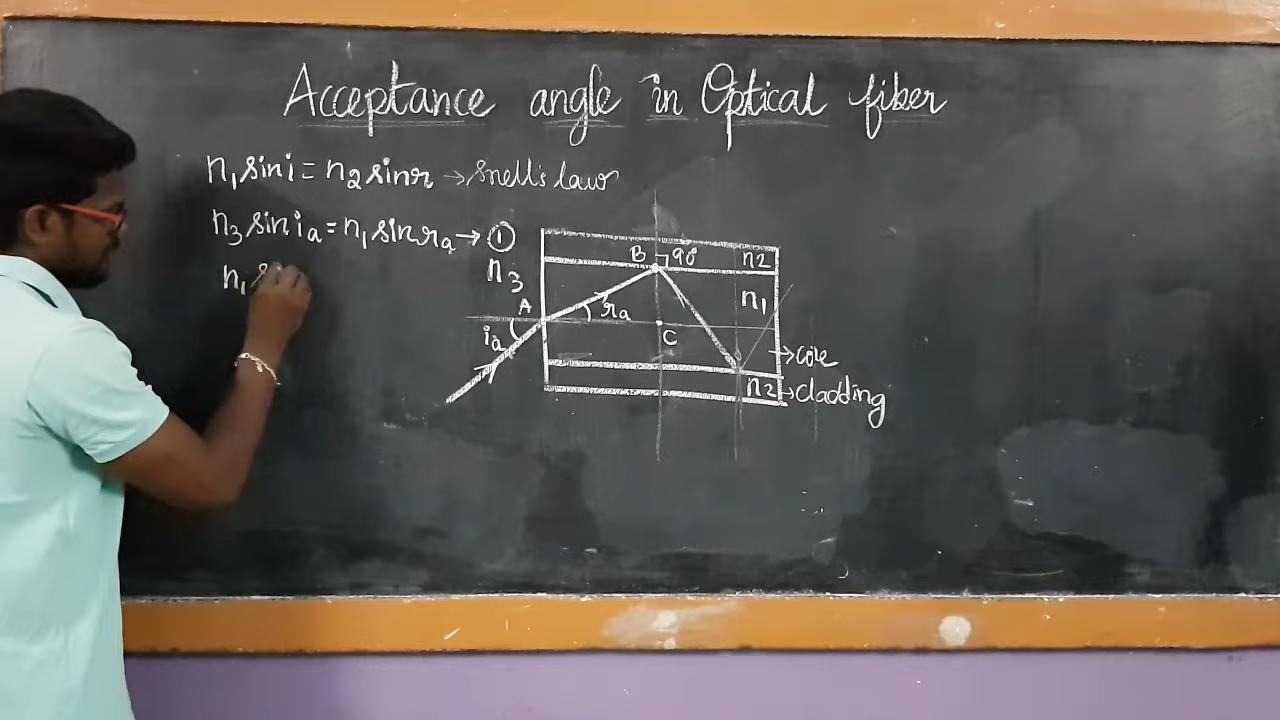 Acceptance angle in Optical fiber
n₁ sin i = n₂ sin r → Snell's law
n₃ sin iₐ = n₁ sin rₐ → ①
n₁ s
n₃
B 90° n2
n₁
A
rₐ
iₐ
C
→ core
n2 → cladding